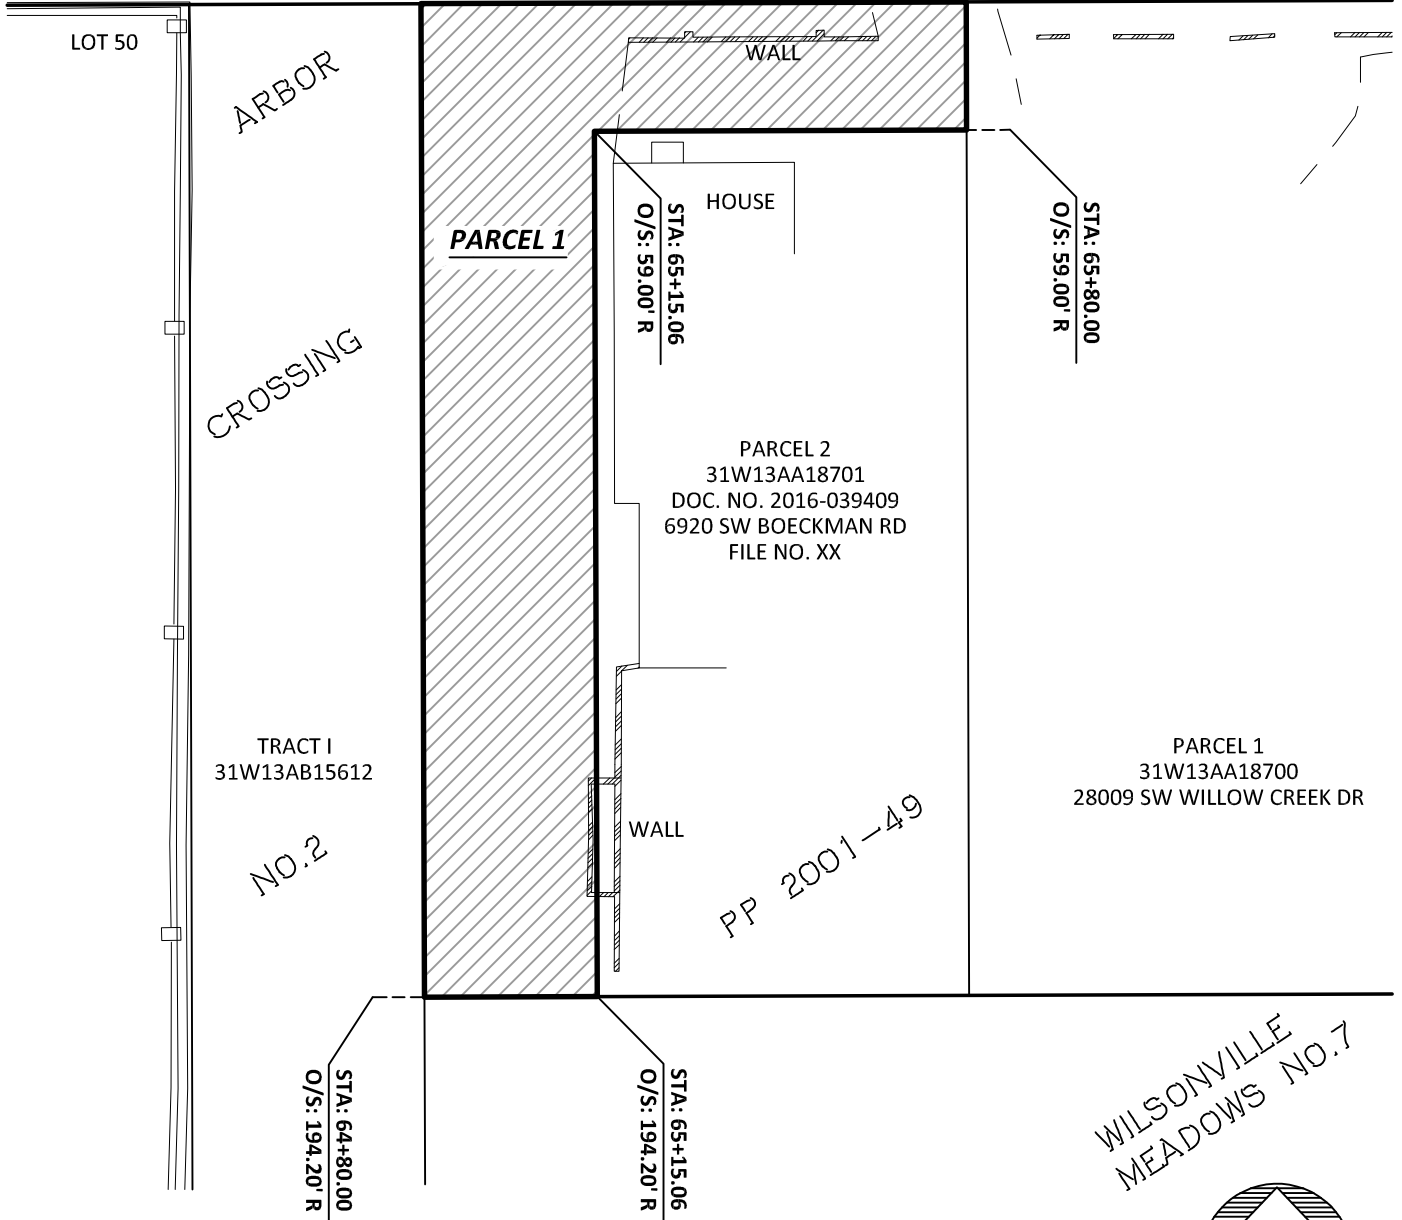 LOT 50
ARBOR
WALL
HOUSE
PARCEL 1
STA: 65+15.06
O/S: 59.00' R
STA: 65+80.00
O/S: 59.00' R
CROSSING
PARCEL 2
31W13AA18701
DOC. NO. 2016-039409
6920 SW BOECKMAN RD
FILE NO. XX
TRACT I
31W13AB15612
PARCEL 1
31W13AA18700
28009 SW WILLOW CREEK DR
WALL
NO.2
PP 2001-49
STA: 64+80.00
O/S: 194.20' R
STA: 65+15.06
O/S: 194.20' R
WILSONVILLE
MEADOWS NO.7